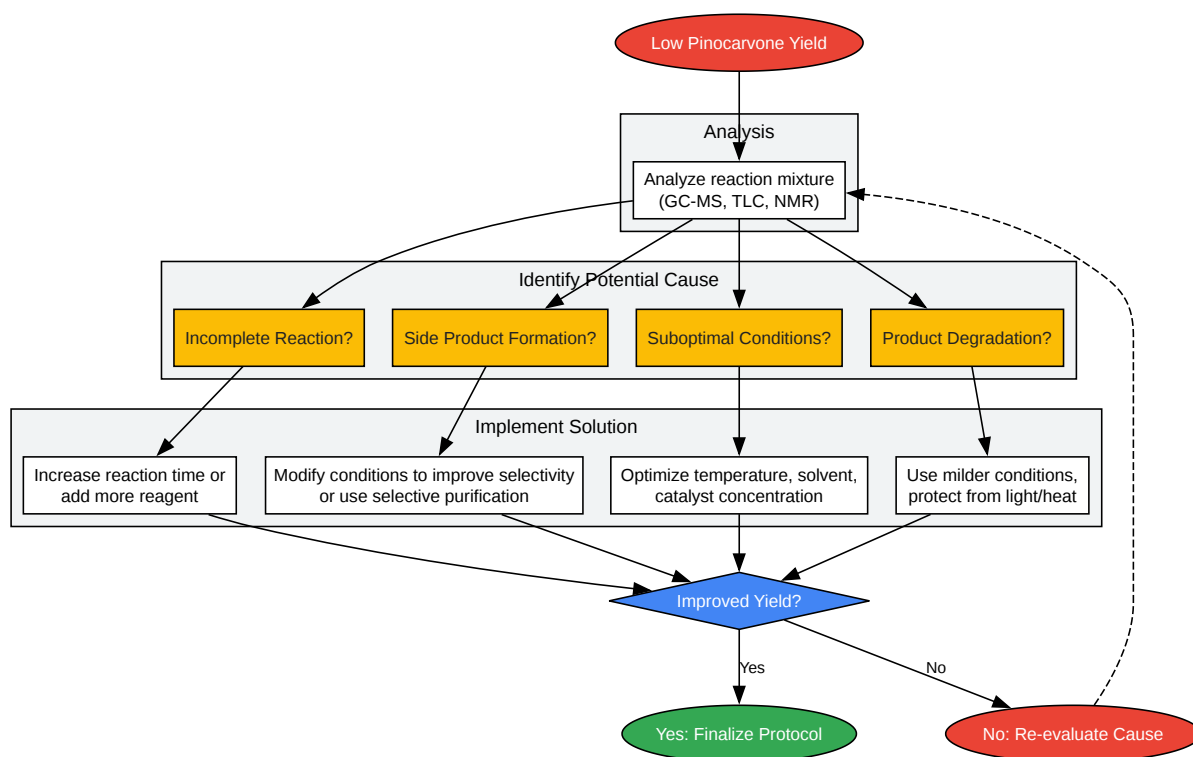 Low Pinocarvone Yield
Analysis
Analyze reaction mixture
(GC-MS, TLC, NMR)
Identify Potential Cause
Incomplete Reaction?
Side Product Formation?
Suboptimal Conditions?
Product Degradation?
Implement Solution
Increase reaction time or
add more reagent
Modify conditions to improve selectivity
or use selective purification
Optimize temperature, solvent,
catalyst concentration
Use milder conditions,
protect from light/heat
Improved Yield?
Yes
No
Yes: Finalize Protocol
No: Re-evaluate Cause